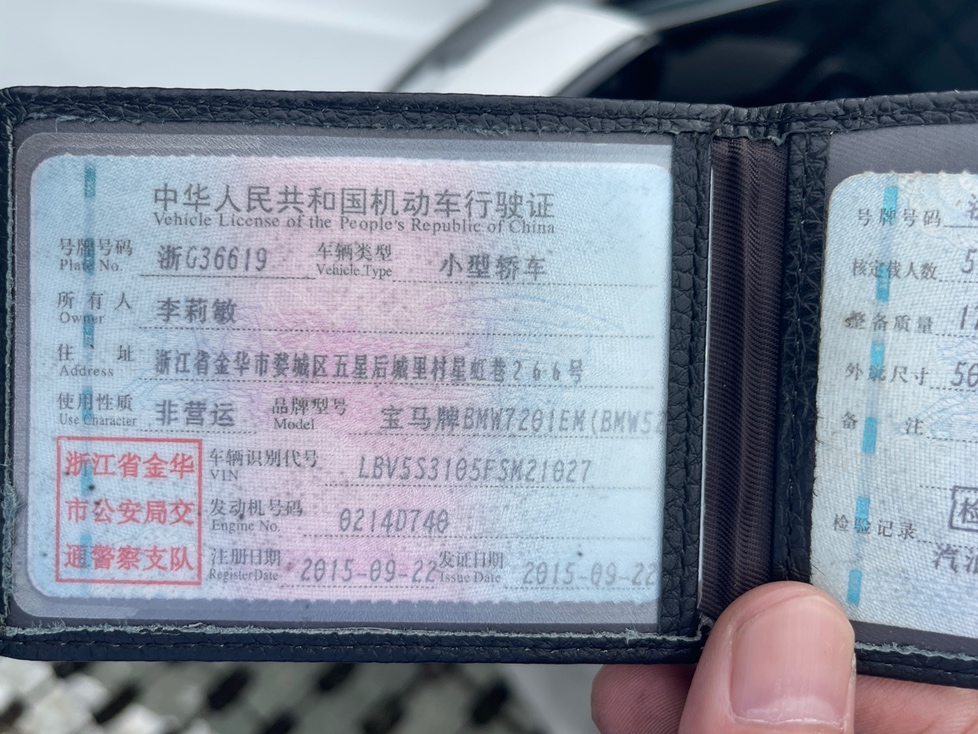 中华人民共和国机动车行驶证
Vehicle License of the People's Republic of China
号牌号码 浙G36619 车辆类型 小型轿车
Plate No. Vehicle Type
所有人 李莉敏
Owner
住址 浙江省金华市婺城区五星后城里村星虹巷266号
Address
使用性质 非营运 品牌型号 宝马牌BMW7201EM(BMW52
Use Character Model
浙江省金华
市公安局交
通警察支队
车辆识别代号 LBV5S3105FSM21027
VIN
发动机号码 0214D740
Engine No.
注册日期 2015-09-22 发证日期 2015-09-22
Register Date Issue Date
号牌号码
核定载人数 5
整备质量 1
外廓尺寸 50
备注
检验记录
汽油